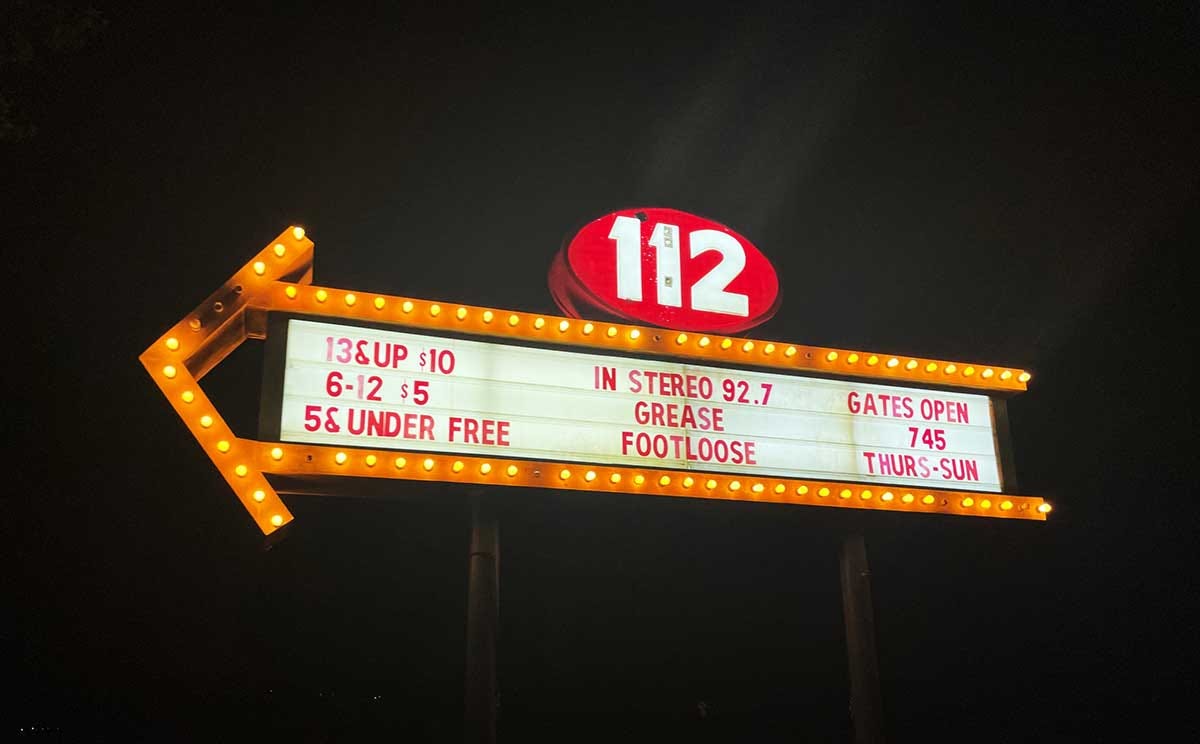 112
13&UP $10
6-12 $5
5& UNDER FREE
IN STEREO 92.7
GREASE
FOOTLOOSE
GATES OPEN
745
THURS-SUN